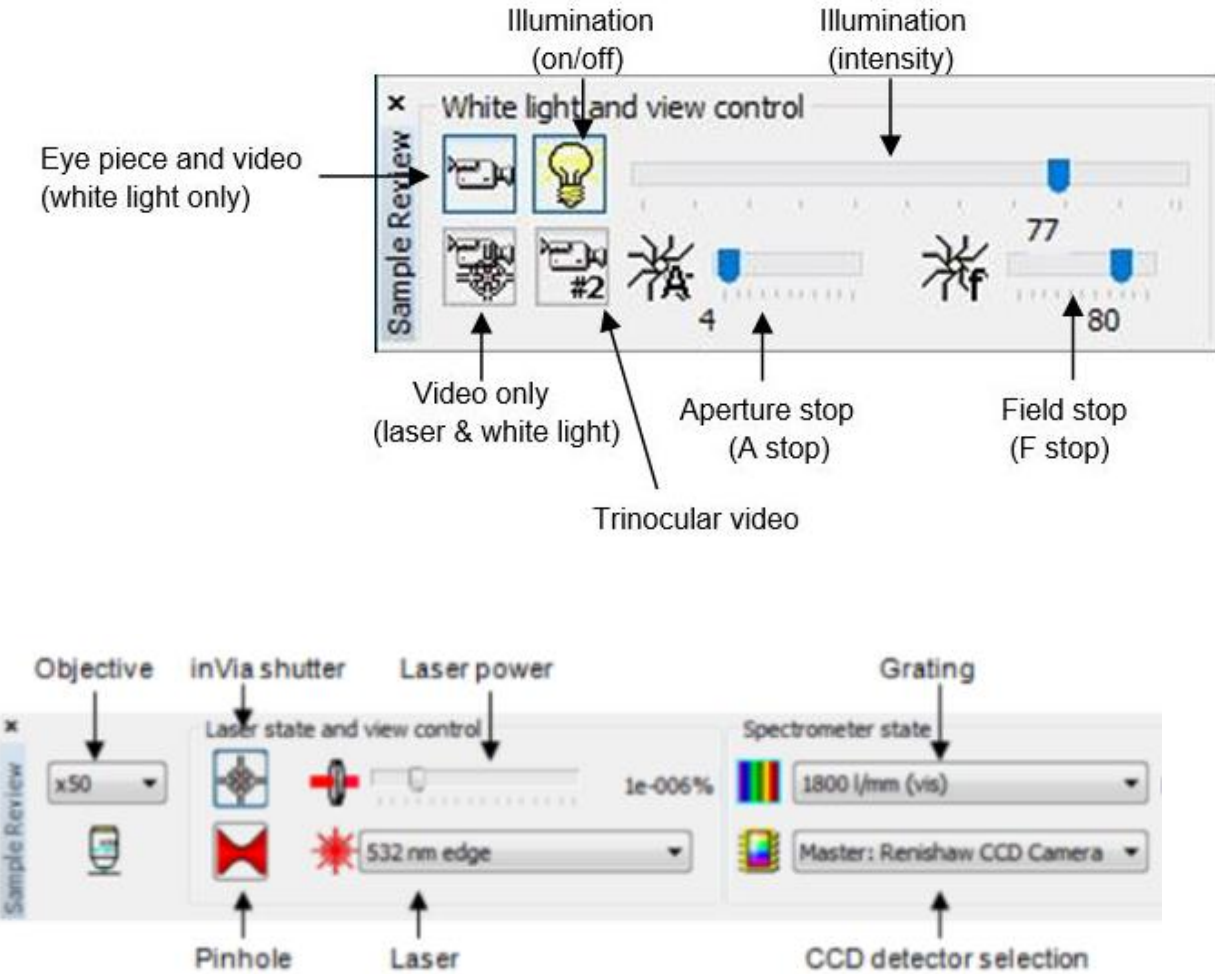 Illumination
(on/off)
Illumination
(intensity)
× White light and view control
Eye piece and video
(white light only)
Sample Review
77
#2
A
f
4
80
Video only
(laser & white light)
Aperture stop
(A stop)
Field stop
(F stop)
Trinocular video
Objective
inVia shutter
Laser power
Grating
×
Laser state and view control
Spectrometer state
Sample Review
x50
1e-006%
1800 l/mm (vis)
532 nm edge
Master: Renishaw CCD Camera
Pinhole
Laser
CCD detector selection